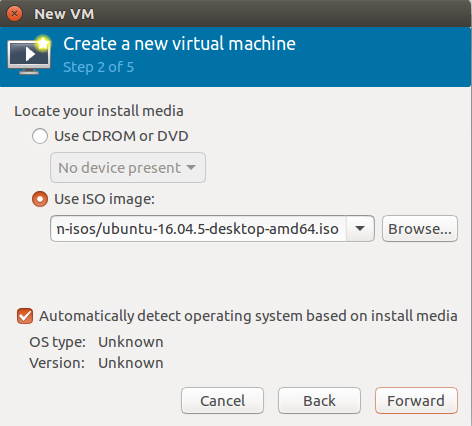 New VM
Create a new virtual machine
Step 2 of 5
Locate your install media
Use CDROM or DVD
No device present
Use ISO image:
n-isos/ubuntu-16.04.5-desktop-amd64.iso
Browse...
Automatically detect operating system based on install media
OS type: Unknown
Version: Unknown
Cancel
Back
Forward